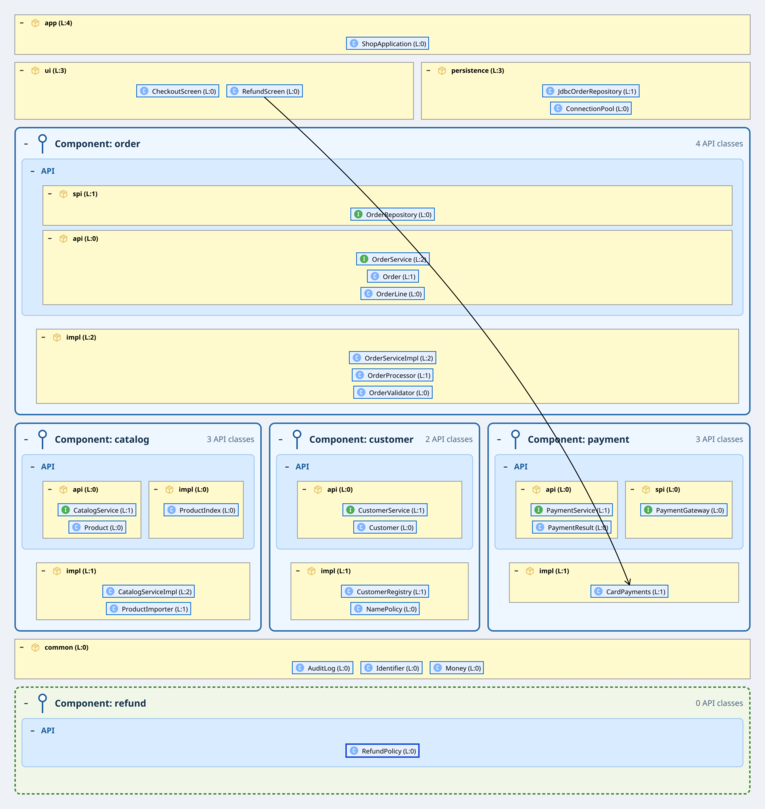 app (L:4)
ShopApplication (L:0)
ui (L:3)
CheckoutScreen (L:0)
RefundScreen (L:0)
persistence (L:3)
JdbcOrderRepository (L:1)
ConnectionPool (L:0)
Component: order
4 API classes
API
spi (L:1)
OrderRepository (L:0)
api (L:0)
OrderService (L:2)
Order (L:1)
OrderLine (L:0)
impl (L:2)
OrderServiceImpl (L:2)
OrderProcessor (L:1)
OrderValidator (L:0)
Component: catalog
3 API classes
API
api (L:0)
CatalogService (L:1)
Product (L:0)
impl (L:0)
ProductIndex (L:0)
impl (L:1)
CatalogServiceImpl (L:2)
ProductImporter (L:1)
Component: customer
2 API classes
API
api (L:0)
CustomerService (L:1)
Customer (L:0)
impl (L:1)
CustomerRegistry (L:1)
NamePolicy (L:0)
Component: payment
3 API classes
API
api (L:0)
PaymentService (L:1)
PaymentResult (L:0)
spi (L:0)
PaymentGateway (L:0)
impl (L:1)
CardPayments (L:1)
common (L:0)
AuditLog (L:0)
Identifier (L:0)
Money (L:0)
Component: refund
0 API classes
API
RefundPolicy (L:0)